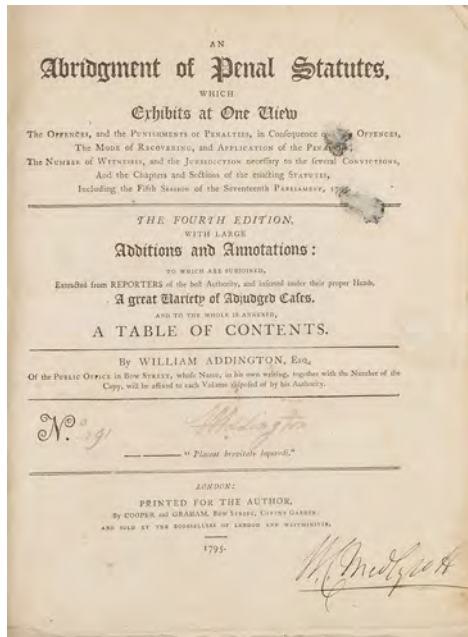 AN
Abridgment of Penal Statutes,
WHICH
Exhibits at One View
The OFFENCES, and the PUNISHMENTS or PENALTIES, in Consequence OFFENCES,
The MODE of RECOVERING, and APPLICATION of the
The NUMBER of WITNESSES, and the JURISDICTION necessary to the several CONVICTIONS,
And the Chapters and Sections of the enacting STATUTES,
Including the Fifth SESSION of the Seventeenth PARLIAMENT,
THE FOURTH EDITION,
WITH LARGE
Additions and Annotations:
TO WHICH ARE SUBJOINED,
Extracted from REPORTERS of the best Authority, and inserted under their proper Heads,
A great Variety of Adjudged Cases.
AND TO THE WHOLE IS ANNEXED,
A TABLE OF CONTENTS.
By WILLIAM ADDINGTON, ESQ.
Of the PUBLIC OFFICE in BOW STREET, whose Name, in his own writing, together with the Number of the
Copy, will be affixed to each Volume disposed of by his Authority.
No. 291
WAddington
"Placeat brevitate
LONDON:
PRINTED FOR THE AUTHOR,
By COOPER and GRAHAM, BOW STREET, COVENT GARDEN:
AND SOLD BY THE BOOKSELLERS OF LONDON AND WESTMINSTER.
1795.